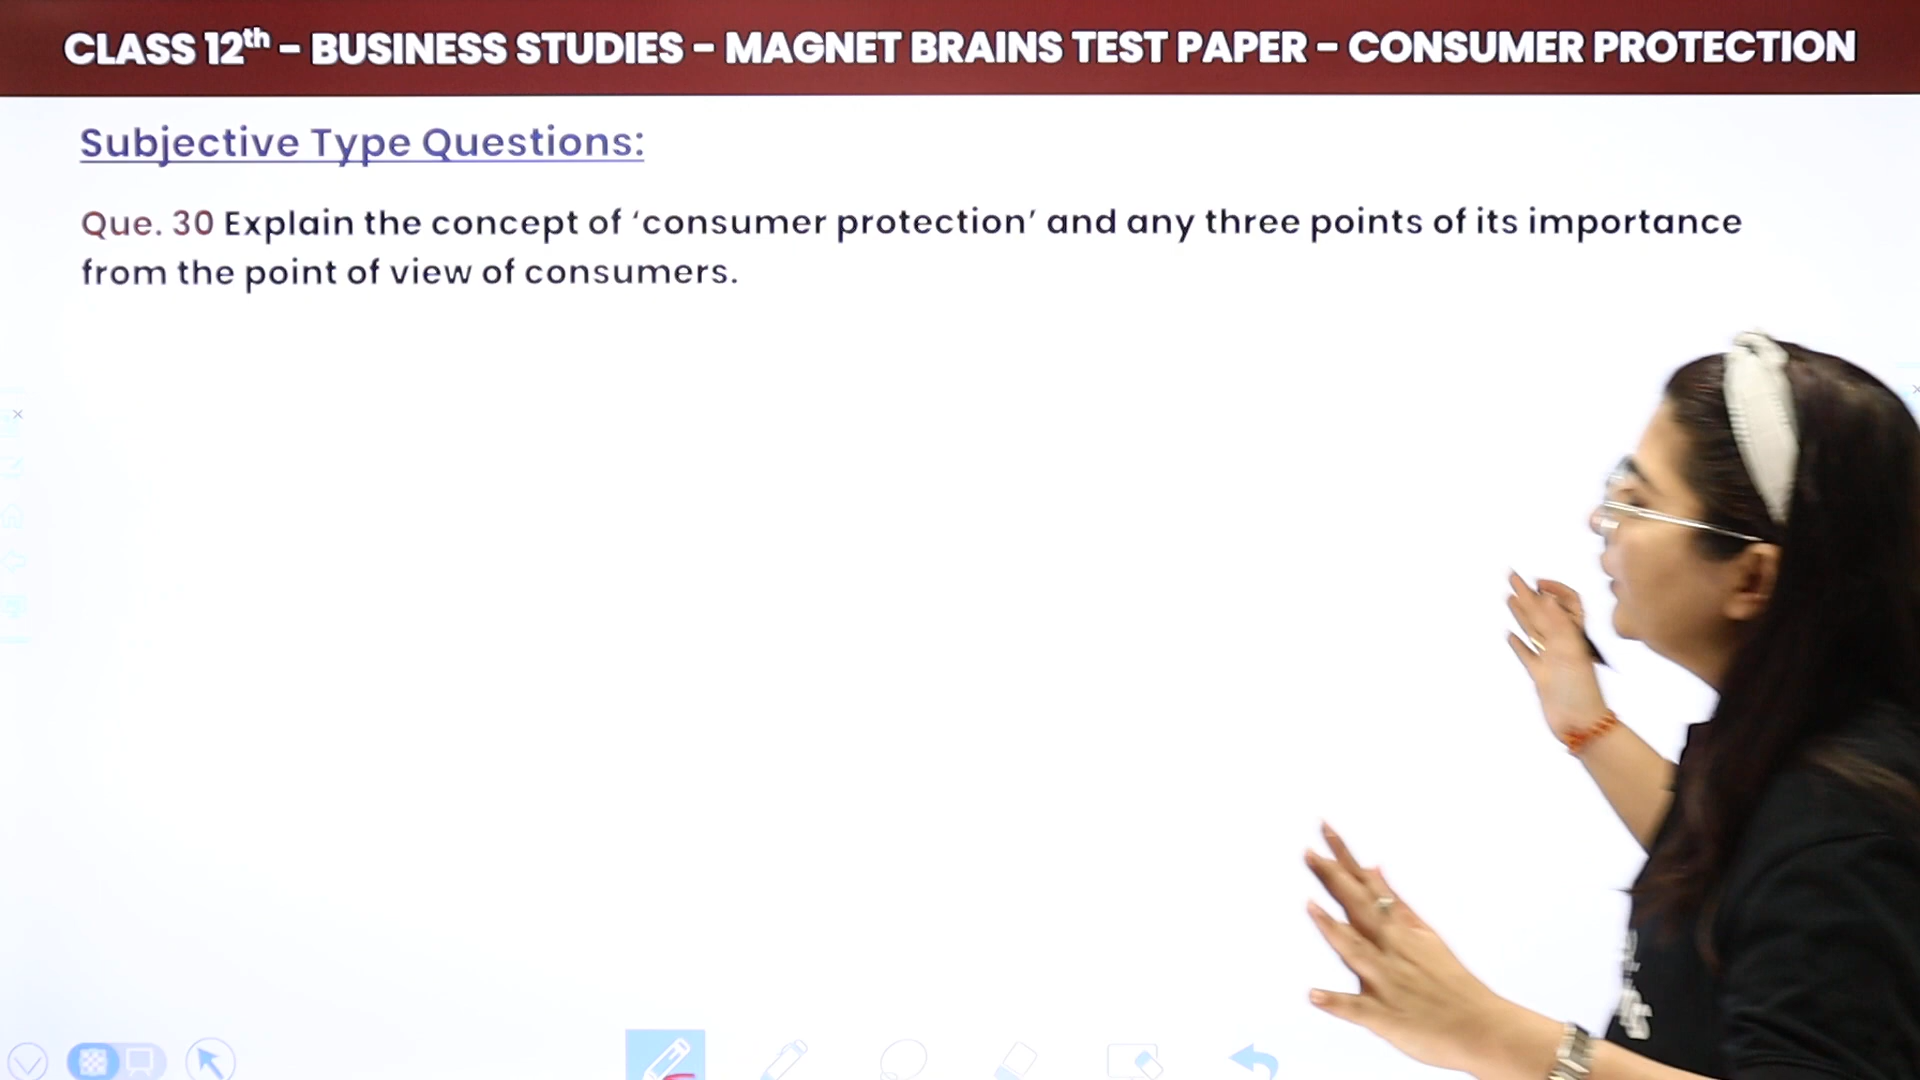 CLASS 12th – BUSINESS STUDIES – MAGNET BRAINS TEST PAPER – CONSUMER PROTECTION
Subjective Type Questions:
Que. 30 Explain the concept of ‘consumer protection’ and any three points of its importance
from the point of view of consumers.